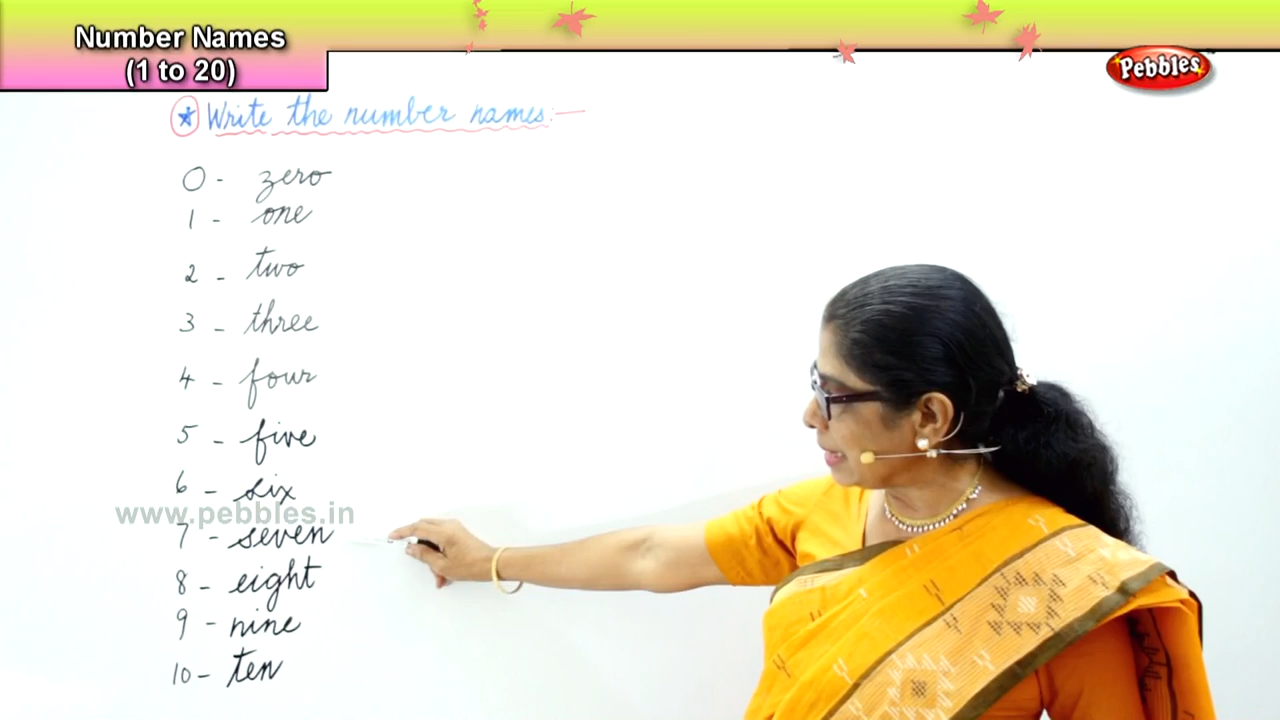 Number Names
(1 to 20)
Pebbles
★ Write the number names:—
0 - zero
1 - one
2 - two
3 - three
4 - four
5 - five
6 - six
www.pebbles.in
7 - seven
8 - eight
9 - nine
10 - ten